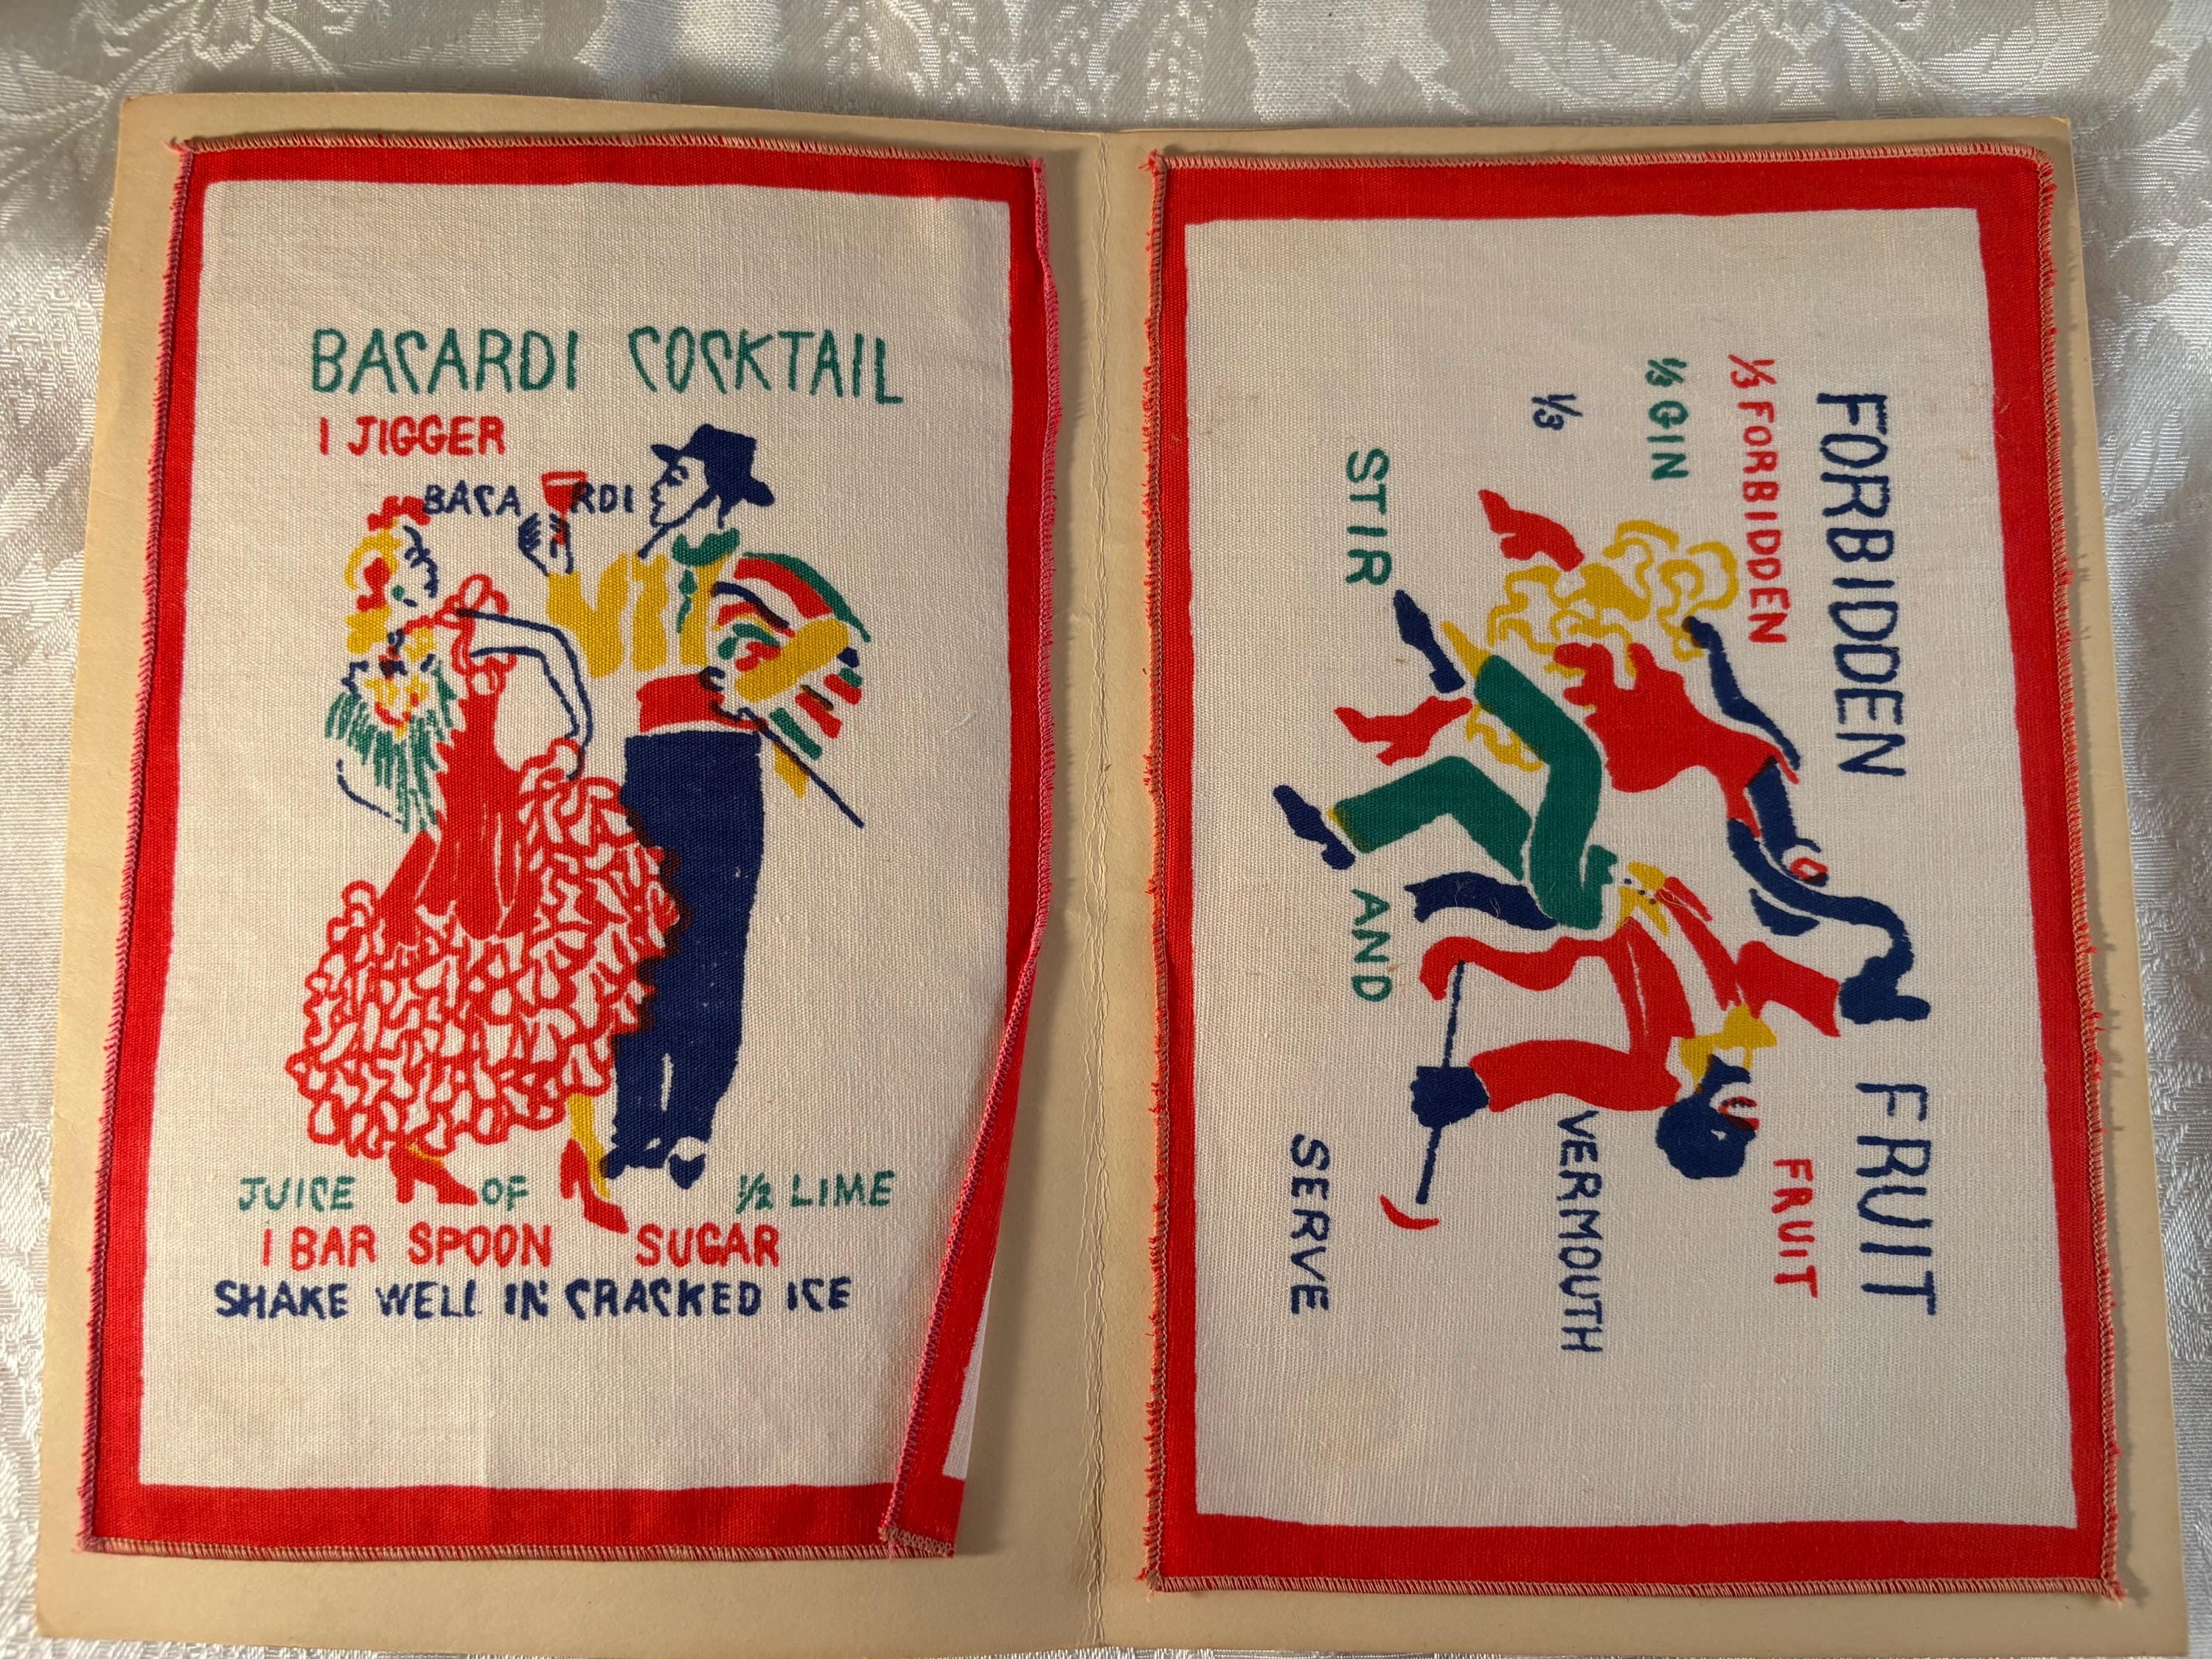 BACARDI COCKTAIL
1 JIGGER
BACARDI
JUICE OF 1/2 LIME
1 BAR SPOON SUGAR
SHAKE WELL IN CRACKED ICE
FORBIDDEN FRUIT
1/3 FORBIDDEN FRUIT
1/3 GIN
1/3 VERMOUTH
STIR AND SERVE